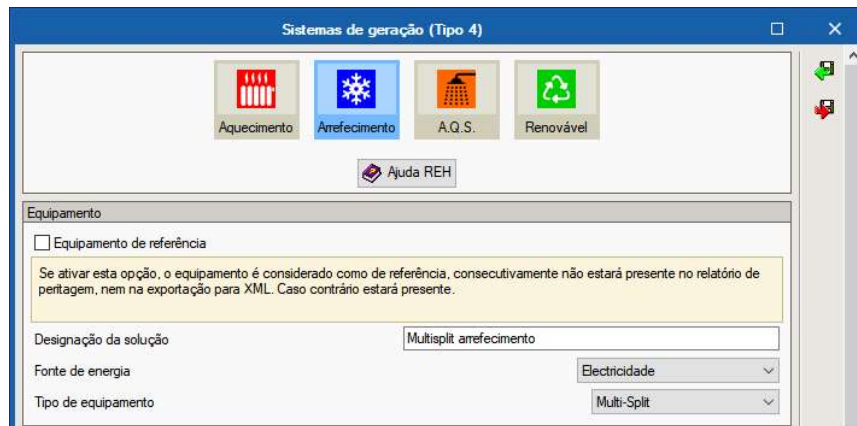 Sistemas de geração (Tipo 4)
Aquecimento
Arrefecimento
A.Q.S.
Renovável
Ajuda REH
Equipamento
Equipamento de referência
Se ativar esta opção, o equipamento é considerado como de referência, consecutivamente não estará presente no relatório de
peritagem, nem na exportação para XML. Caso contrário estará presente.
Designação da solução Multisplit arrefecimento
Fonte de energia Electricidade
Tipo de equipamento Multi-Split